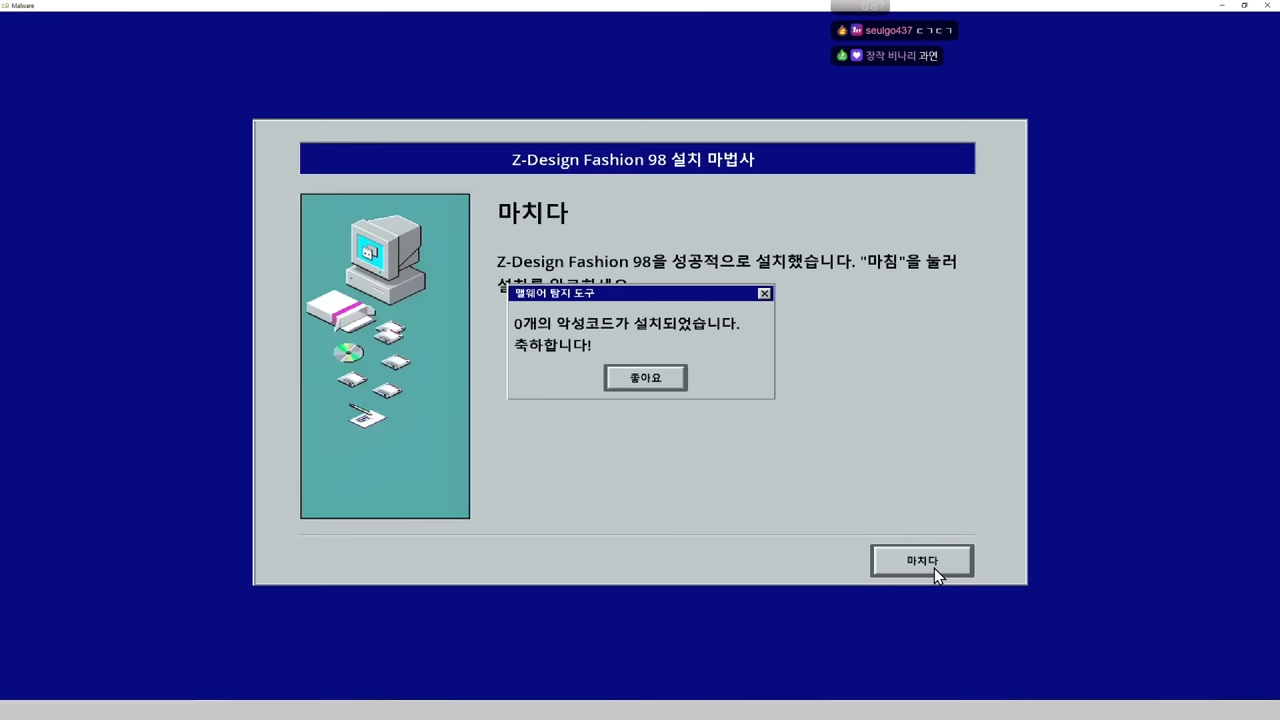 Malware
seulgo437 ㄷㄱㄷㄱ
장작 비나리 과연
Z-Design Fashion 98 설치 마법사
마치다
Z-Design Fashion 98을 성공적으로 설치했습니다. "마침"을 눌러
맬웨어 탐지 도구
0개의 악성코드가 설치되었습니다.
축하합니다!
좋아요
마치다